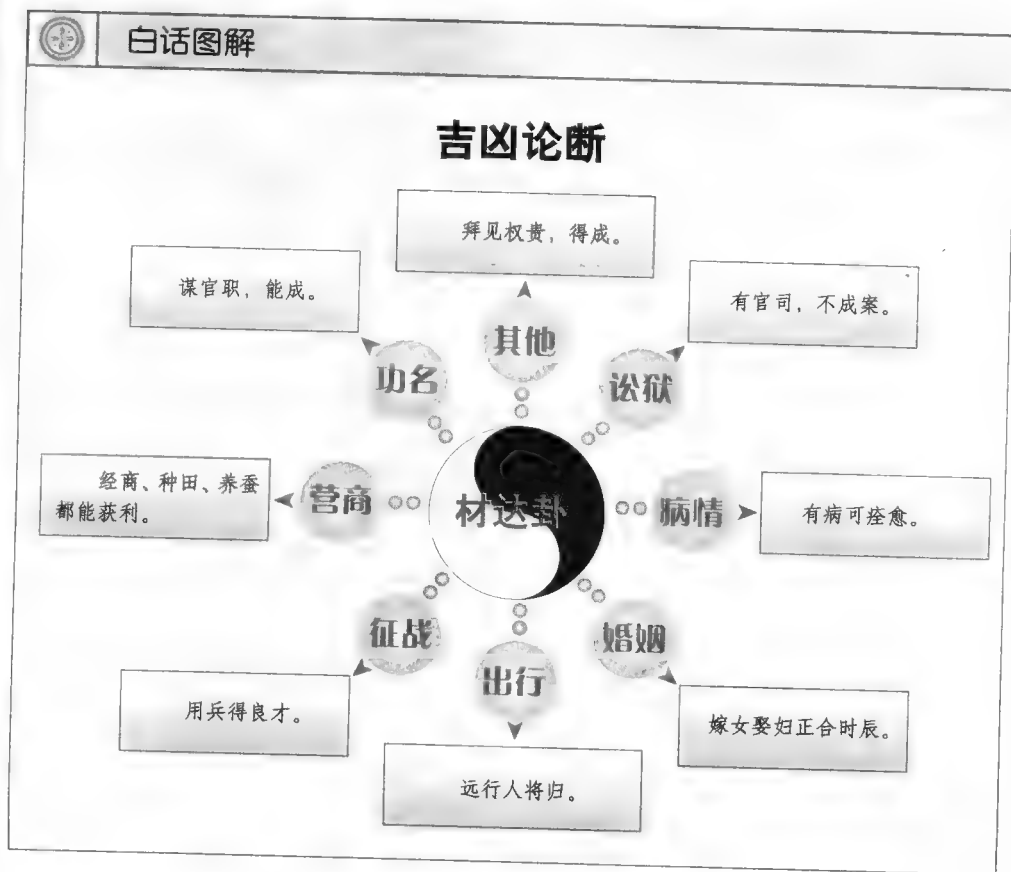 白话图解
吉凶论断
拜见权贵，得成。
谋官职，能成。
有官司，不成案。
其他
功名
讼狱
经商、种田、养蚕
都能获利。
营商
材达卦
病情
有病可痊愈。
征战
婚姻
出行
用兵得良才。
嫁女娶妇正合时辰。
远行人将归。